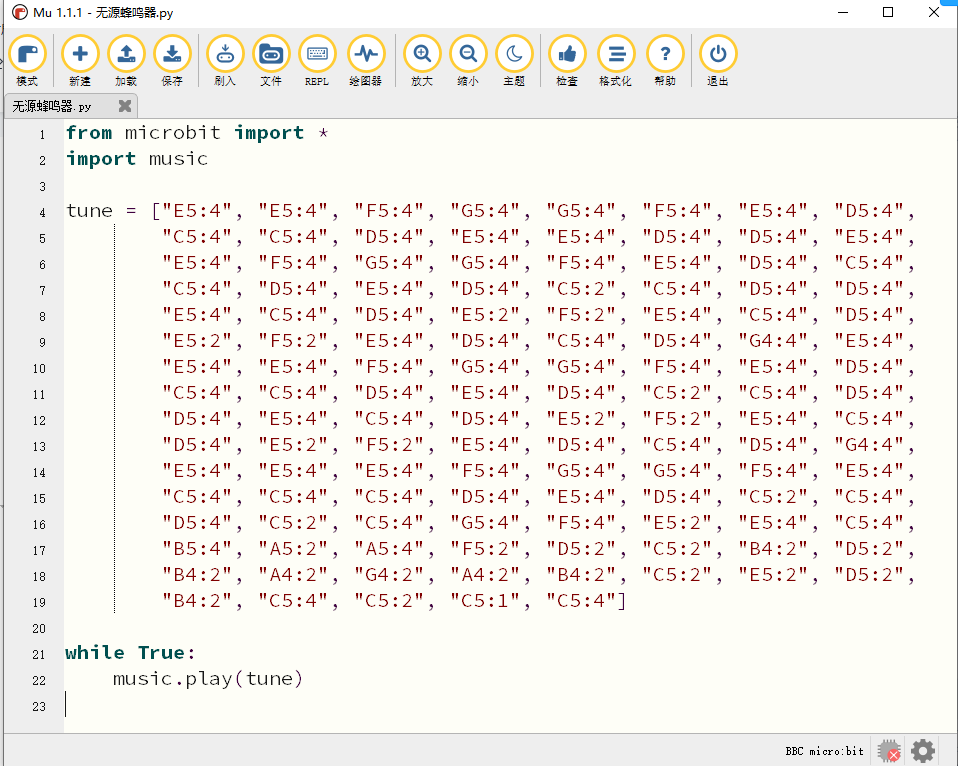 Mu 1.1.1 - 无源蜂鸣器.py
模式 新建 加载 保存 刷入 文件 REPL 绘图器 放大 缩小 主题 检查 格式化 帮助 退出
无源蜂鸣器.py
1 from microbit import *
2 import music
3
4 tune = ["E5:4", "E5:4", "F5:4", "G5:4", "G5:4", "F5:4", "E5:4", "D5:4",
5 "C5:4", "C5:4", "D5:4", "E5:4", "E5:4", "D5:4", "D5:4", "E5:4",
6 "E5:4", "F5:4", "G5:4", "G5:4", "F5:4", "E5:4", "D5:4", "C5:4",
7 "C5:4", "D5:4", "E5:4", "D5:4", "C5:2", "C5:4", "D5:4", "D5:4",
8 "E5:4", "C5:4", "D5:4", "E5:2", "F5:2", "E5:4", "C5:4", "D5:4",
9 "E5:2", "F5:2", "E5:4", "D5:4", "C5:4", "D5:4", "G4:4", "E5:4",
10 "E5:4", "E5:4", "F5:4", "G5:4", "G5:4", "F5:4", "E5:4", "D5:4",
11 "C5:4", "C5:4", "D5:4", "E5:4", "D5:4", "C5:2", "C5:4", "D5:4",
12 "D5:4", "E5:4", "C5:4", "D5:4", "E5:2", "F5:2", "E5:4", "C5:4",
13 "D5:4", "E5:2", "F5:2", "E5:4", "D5:4", "C5:4", "D5:4", "G4:4",
14 "E5:4", "E5:4", "E5:4", "F5:4", "G5:4", "G5:4", "F5:4", "E5:4",
15 "C5:4", "C5:4", "C5:4", "D5:4", "E5:4", "D5:4", "C5:2", "C5:4",
16 "D5:4", "C5:2", "C5:4", "G5:4", "F5:4", "E5:2", "E5:4", "C5:4",
17 "B5:4", "A5:2", "A5:4", "F5:2", "D5:2", "C5:2", "B4:2", "D5:2",
18 "B4:2", "A4:2", "G4:2", "A4:2", "B4:2", "C5:2", "E5:2", "D5:2",
19 "B4:2", "C5:4", "C5:2", "C5:1", "C5:4"]
20
21 while True:
22 music.play(tune)
23
BBC micro:bit